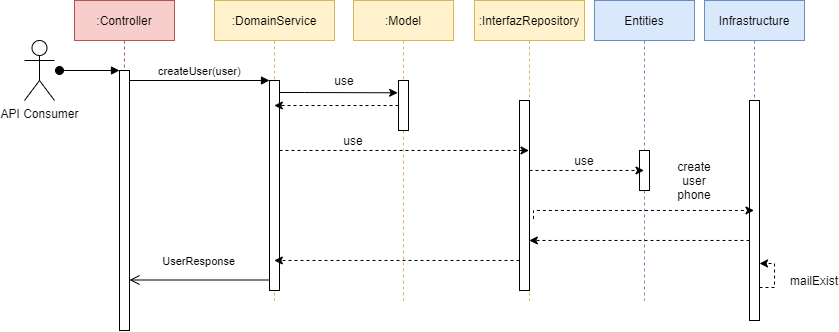 :Controller
:DomainService
:Model
:InterfazRepository
Entities
Infrastructure
API Consumer
createUser(user)
use
use
use
create
user
phone
UserResponse
mailExist